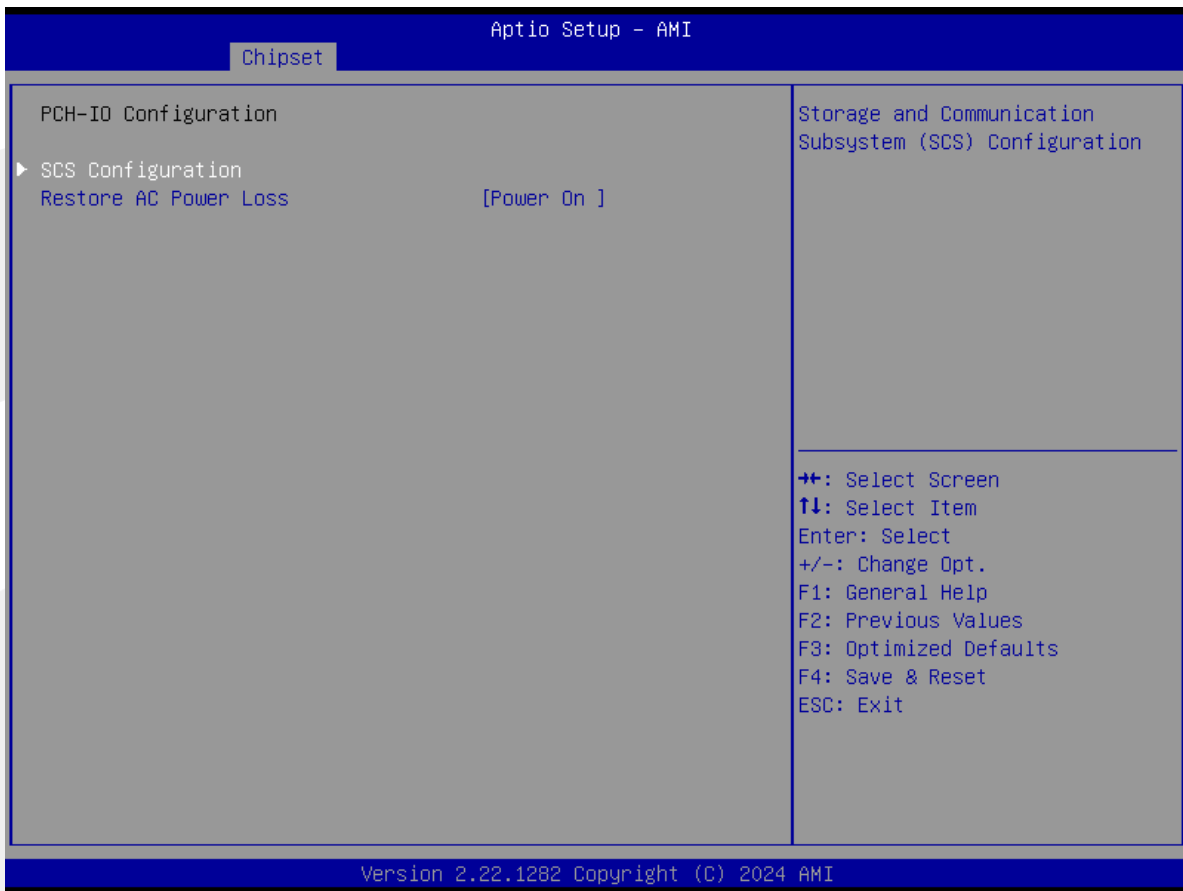 Aptio Setup - AMI
Chipset
PCH-IO Configuration
SCS Configuration
Restore AC Power Loss [Power On ]
Storage and Communication
Subsystem (SCS) Configuration
→←: Select Screen
↑↓: Select Item
Enter: Select
+/-: Change Opt.
F1: General Help
F2: Previous Values
F3: Optimized Defaults
F4: Save & Reset
ESC: Exit
Version 2.22.1282 Copyright (C) 2024 AMI